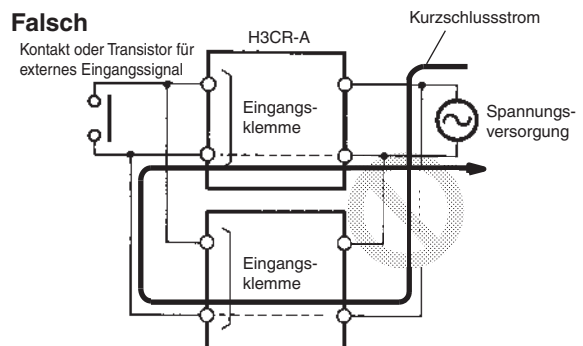 Falsch
Kontakt oder Transistor für
externes Eingangssignal
H3CR-A
Kurzschlussstrom
Eingangs-
klemme
Spannungs-
versorgung
Eingangs-
klemme